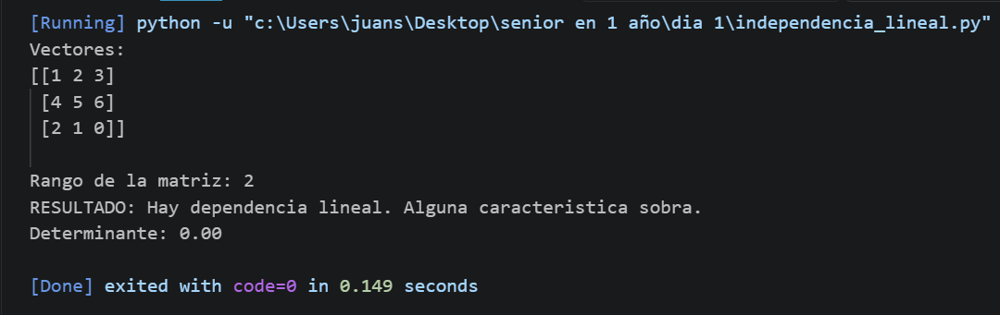 [Running] python -u "c:\Users\juans\Desktop\senior en 1 año\dia 1\independencia_lineal.py"
Vectores:
[[1 2 3]
 [4 5 6]
 [2 1 0]]

Rango de la matriz: 2
RESULTADO: Hay dependencia lineal. Alguna caracteristica sobra.
Determinante: 0.00

[Done] exited with code=0 in 0.149 seconds